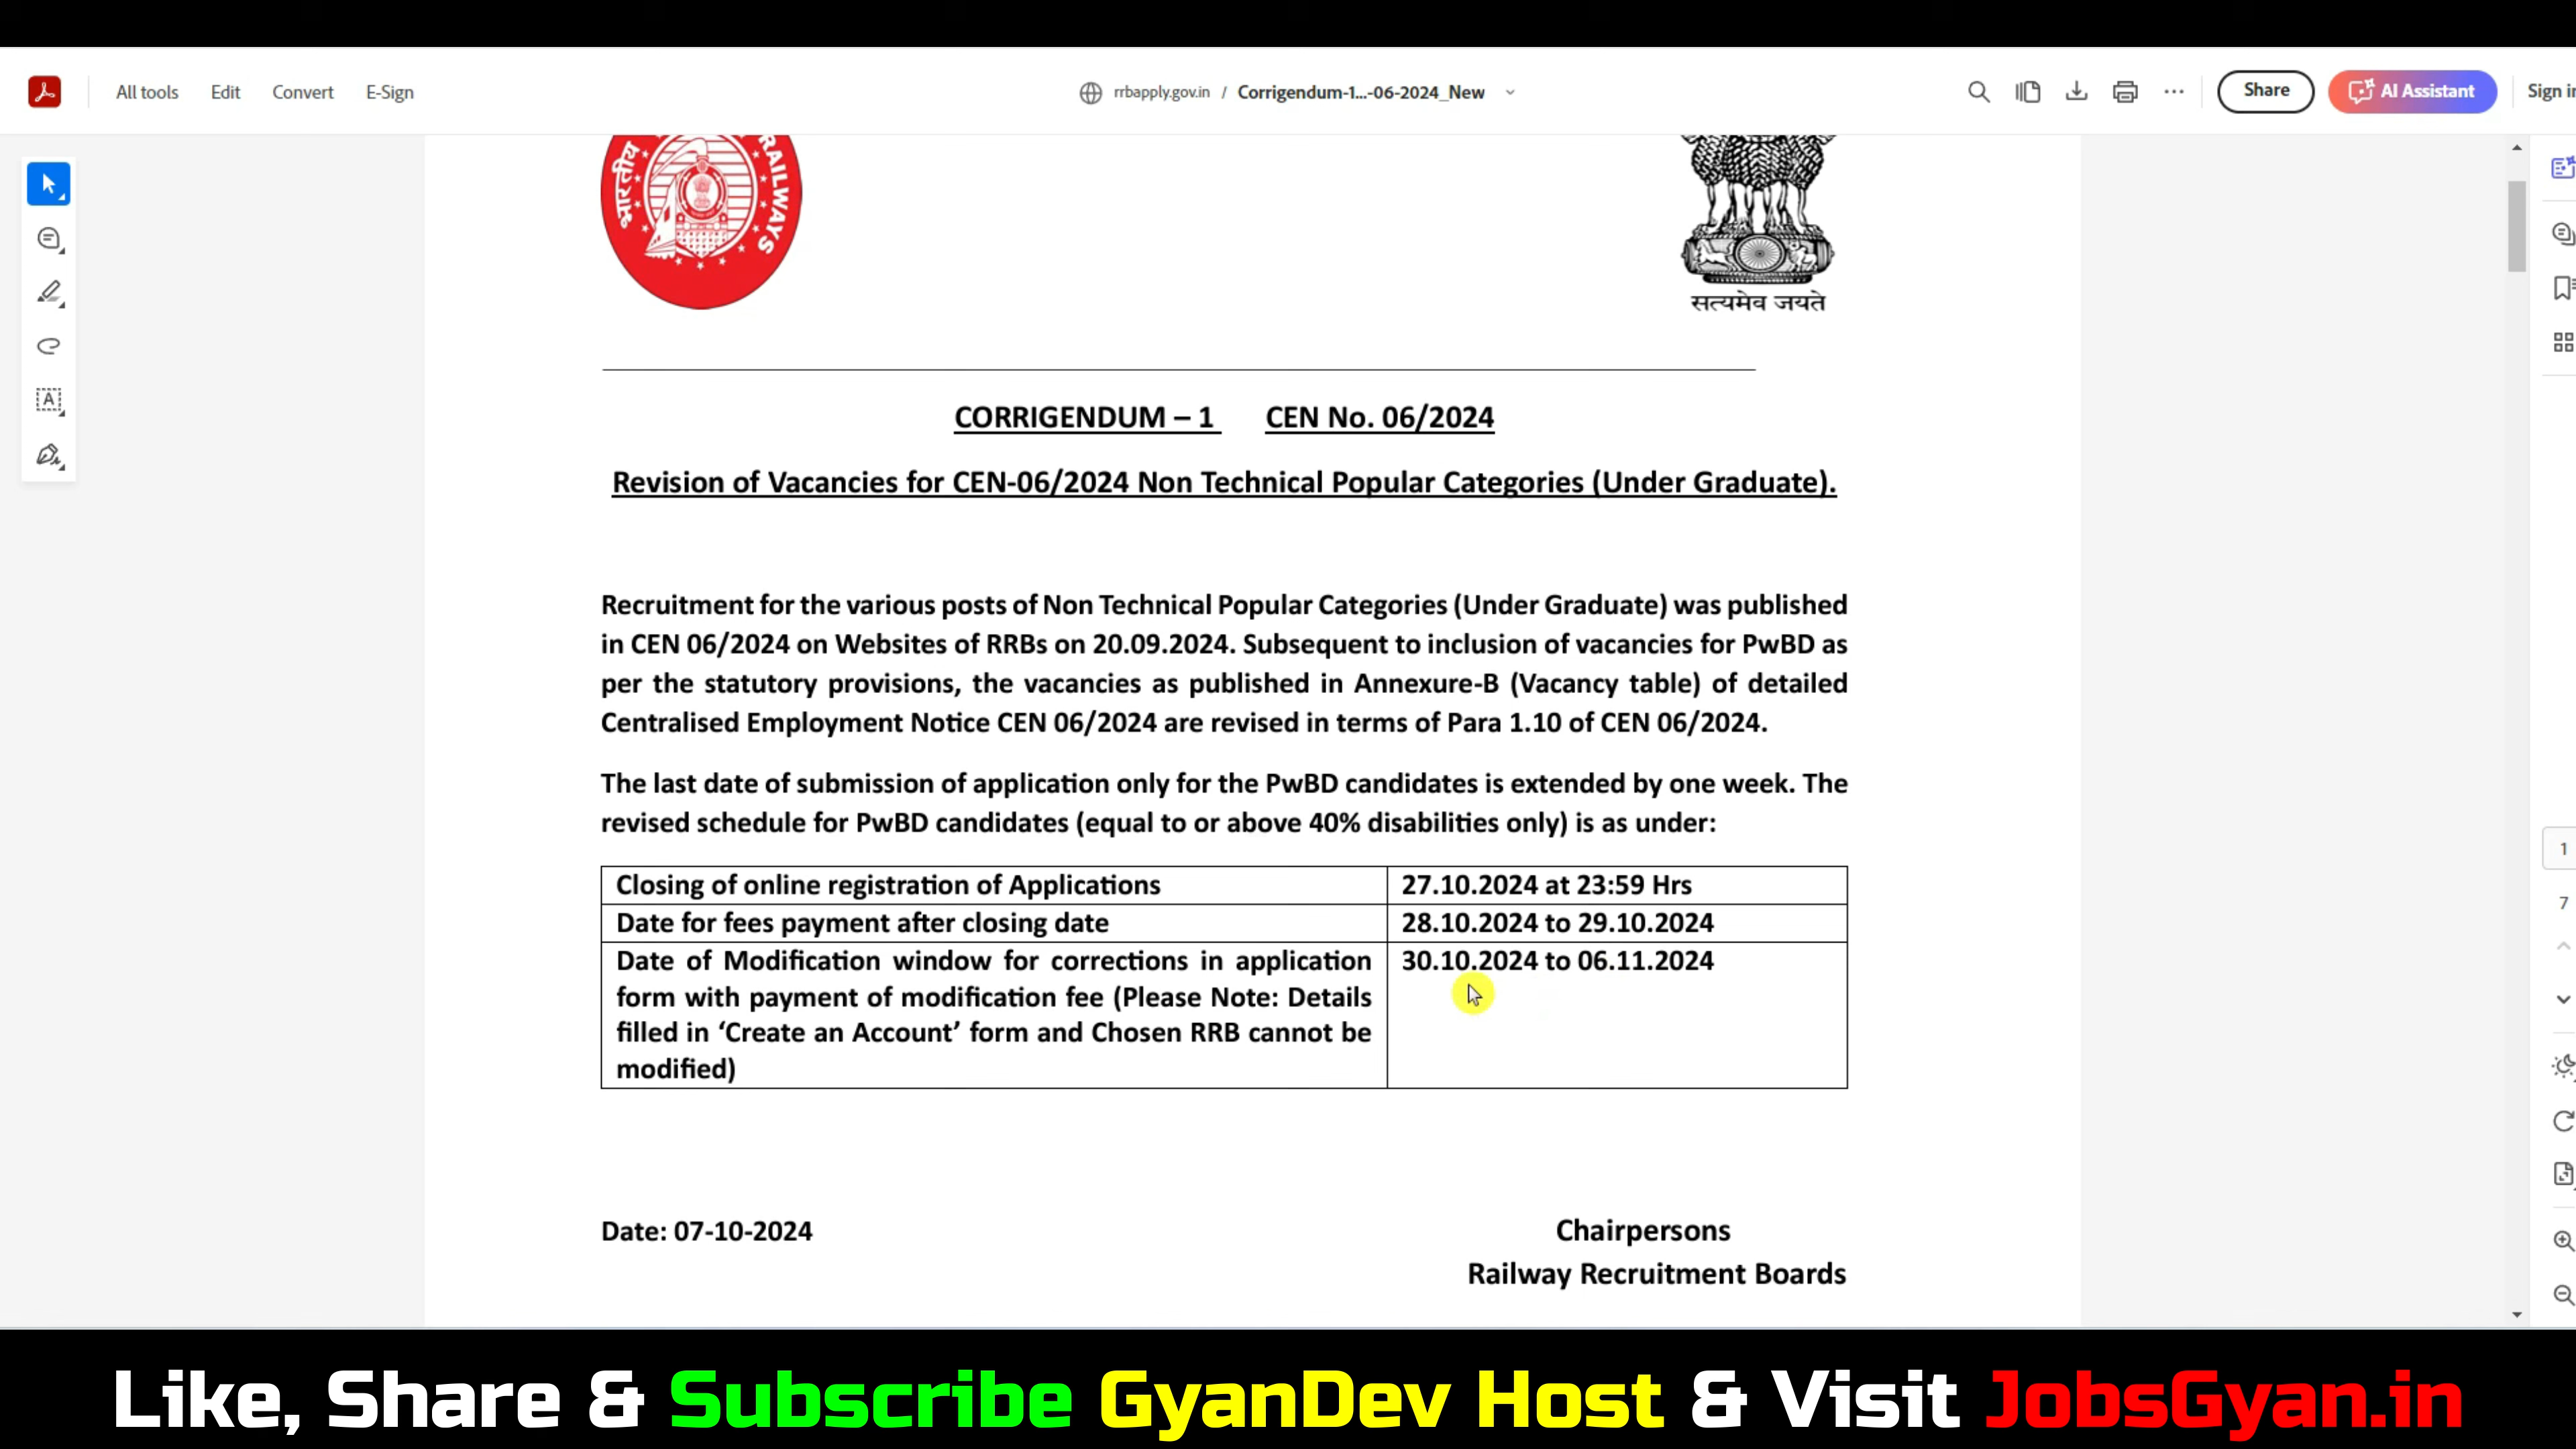 All tools Edit Convert E-Sign
rrbapply.gov.in / Corrigendum-1...-06-2024_New
Share AI Assistant Sign in
भारतीय RAILWAYS
सत्यमेव जयते
CORRIGENDUM – 1 CEN No. 06/2024
Revision of Vacancies for CEN-06/2024 Non Technical Popular Categories (Under Graduate).
Recruitment for the various posts of Non Technical Popular Categories (Under Graduate) was published
in CEN 06/2024 on Websites of RRBs on 20.09.2024. Subsequent to inclusion of vacancies for PwBD as
per the statutory provisions, the vacancies as published in Annexure-B (Vacancy table) of detailed
Centralised Employment Notice CEN 06/2024 are revised in terms of Para 1.10 of CEN 06/2024.
The last date of submission of application only for the PwBD candidates is extended by one week. The
revised schedule for PwBD candidates (equal to or above 40% disabilities only) is as under:
Closing of online registration of Applications 27.10.2024 at 23:59 Hrs
Date for fees payment after closing date 28.10.2024 to 29.10.2024
Date of Modification window for corrections in application 30.10.2024 to 06.11.2024
form with payment of modification fee (Please Note: Details
filled in ‘Create an Account’ form and Chosen RRB cannot be
modified)
1
7
Date: 07-10-2024 Chairpersons
Railway Recruitment Boards
Like, Share & Subscribe GyanDev Host & Visit JobsGyan.in